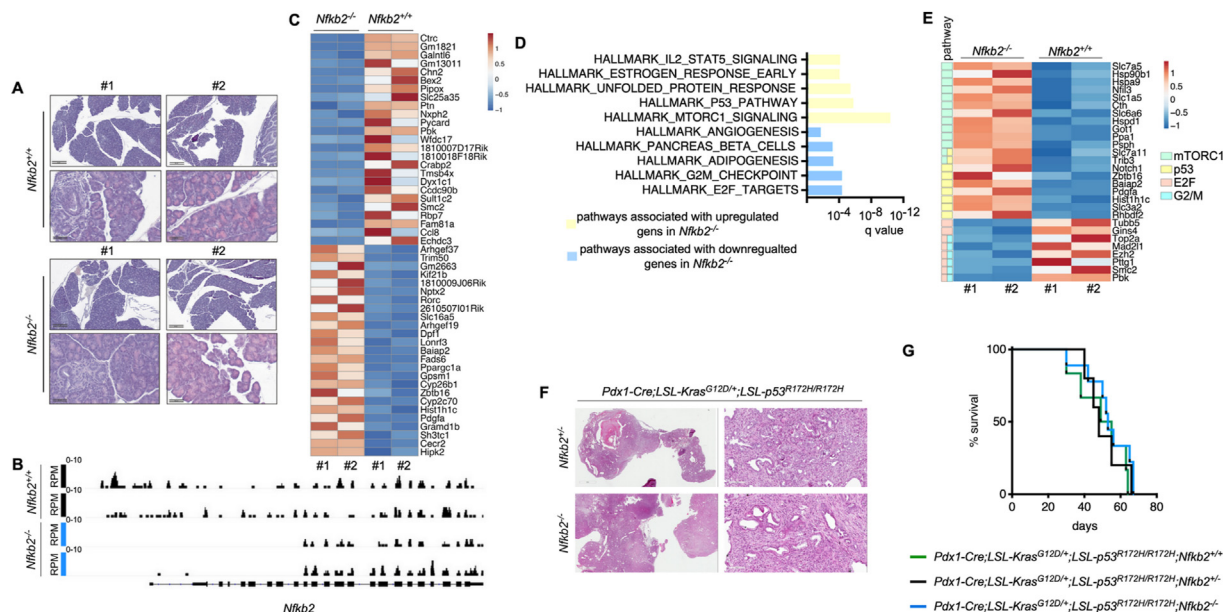 A
#1
#2
Nfkb2+/+
#1
#2
Nfkb2-/-
B
Nfkb2+/+
RPM
0-10
RPM
0-10
Nfkb2-/-
RPM
0-10
RPM
0-10
Nfkb2
C
Nfkb2-/-
Nfkb2+/+
Ctrc
Gm1821
Galntl6
Gm13011
Chn2
Bex2
Pipox
Slc25a35
Ptn
Nxph2
Pycard
Pbk
Wfdc17
1810007D17Rik
1810018F18Rik
Crabp2
Tmsb4x
Dyx1c1
Ccdc90b
Sult1c2
Smc2
Rbp7
Fam81a
Ccl8
Echdc3
Arhgef37
Trim50
Gm2663
Kif21b
1810009J06Rik
Nptx2
Rorc
2610507I01Rik
Slc16a5
Arhgef19
Dpf1
Lonrf3
Baiap2
Fads6
Ppargc1a
Gpsm1
Cyp26b1
Zbtb16
Cyp2c70
Hist1h1c
Pdgfa
Gramd1b
Sh3tc1
Cecr2
Hipk2
#1
#2
#1
#2
1
0.5
0
-0.5
-1
D
HALLMARK_IL2_STAT5_SIGNALING
HALLMARK_ESTROGEN_RESPONSE_EARLY
HALLMARK_UNFOLDED_PROTEIN_RESPONSE
HALLMARK_P53_PATHWAY
HALLMARK_MTORC1_SIGNALING
HALLMARK_ANGIOGENESIS
HALLMARK_PANCREAS_BETA_CELLS
HALLMARK_ADIPOGENESIS
HALLMARK_G2M_CHECKPOINT
HALLMARK_E2F_TARGETS
10-4 10-8 10-12
q value
pathways associated with upregulated
genes in Nfkb2-/-
pathways associated with downregualted
genes in Nfkb2-/-
E
pathway
Nfkb2-/-
Nfkb2+/+
Slc7a5
Hsp90b1
Hspa9
Nfil3
Slc1a5
Cth
Slc6a6
Hspd1
Got1
Ppa1
Psph
Slc7a11
Trib3
Notch1
Zbtb16
Baiap2
Pdgfa
Hist1h1c
Slc3a2
Rhbdf2
Tubb5
Gins4
Top2a
Mad2l1
Ezh2
Pttg1
Smc2
Pbk
#1
#2
#1
#2
1
0.5
0
-0.5
-1
mTORC1
p53
E2F
G2/M
F
Pdx1-Cre;LSL-KrasG12D/+;LSL-p53R172H/R172H
Nfkb2+/-
Nfkb2-/-
G
100
50
0
% survival
0 20 40 60 80
days
Pdx1-Cre;LSL-KrasG12D/+;LSL-p53R172H/R172H;Nfkb2+/+
Pdx1-Cre;LSL-KrasG12D/+;LSL-p53R172H/R172H;Nfkb2+/-
Pdx1-Cre;LSL-KrasG12D/+;LSL-p53R172H/R172H;Nfkb2-/-